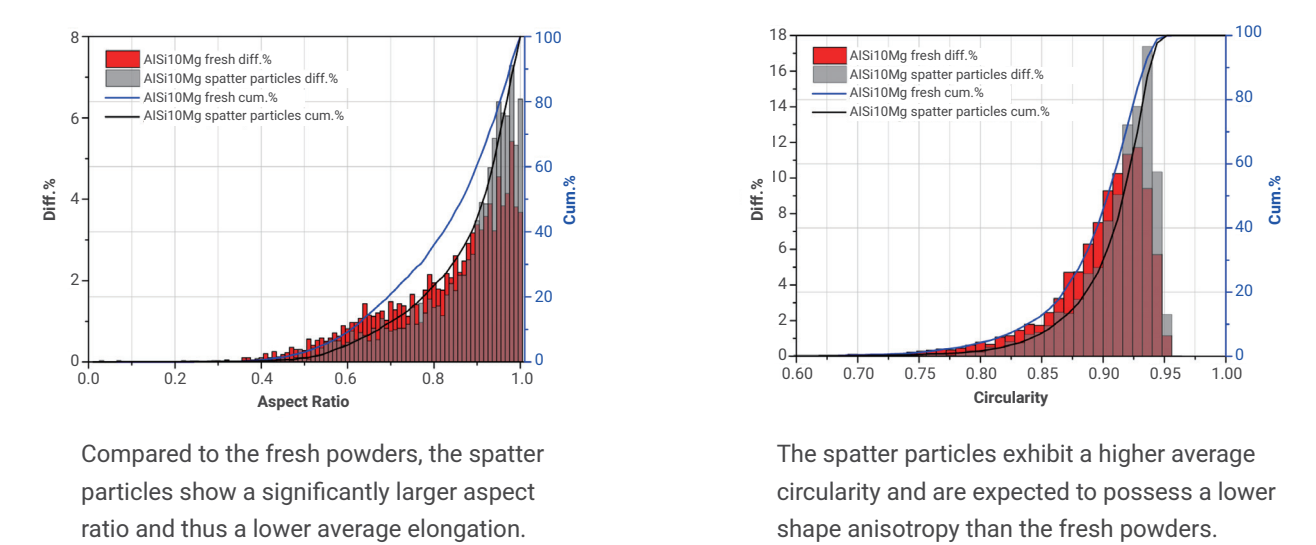 8
6
4
2
0
Diff.%
AlSi10Mg fresh diff.%
AlSi10Mg spatter particles diff.%
AlSi10Mg fresh cum.%
AlSi10Mg spatter particles cum.%
100
80
60
40
20
0
Cum.%
0.0 0.2 0.4 0.6 0.8 1.0
Aspect Ratio
18
16
14
12
10
8
6
4
2
0
Diff.%
AlSi10Mg fresh diff.%
AlSi10Mg spatter particles diff.%
AlSi10Mg fresh cum.%
AlSi10Mg spatter particles cum.%
100
80
60
40
20
0
Cum.%
0.60 0.70 0.75 0.80 0.85 0.90 0.95 1.00
Circularity
Compared to the fresh powders, the spatter
particles show a significantly larger aspect
ratio and thus a lower average elongation.
The spatter particles exhibit a higher average
circularity and are expected to possess a lower
shape anisotropy than the fresh powders.